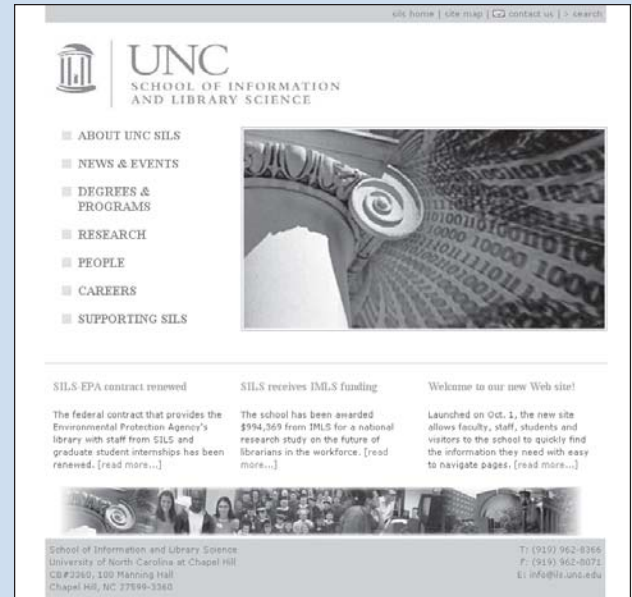 sils home | site map | contact us | > search
UNC
SCHOOL OF INFORMATION
AND LIBRARY SCIENCE
ABOUT UNC SILS
NEWS & EVENTS
DEGREES &
PROGRAMS
RESEARCH
PEOPLE
CAREERS
SUPPORTING SILS
SILS-EPA contract renewed
The federal contract that provides the
Environmental Protection Agency's
library with staff from SILS and
graduate student internships has been
renewed. [read more...]
SILS receives IMLS funding
The school has been awarded
$994,369 from IMLS for a national
research study on the future of
librarians in the workforce. [read
more...]
Welcome to our new Web site!
Launched on Oct. 1, the new site
allows faculty, staff, students and
visitors to the school to quickly find
the information they need with easy
to navigate pages. [read more...]
School of Information and Library Science
University of North Carolina at Chapel Hill
CB#3360, 100 Manning Hall
Chapel Hill, NC 27599-3360
T: (919) 962-8366
F: (919) 962-8071
E: info@ils.unc.edu